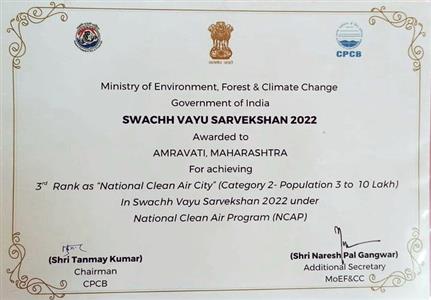 CPCB
Ministry of Environment, Forest & Climate Change
Government of India
SWACHH VAYU SARVEKSHAN 2022
Awarded to
AMRAVATI, MAHARASHTRA
For achieving
3rd Rank as "National Clean Air City" (Category 2- Population 3 to 10 Lakh)
In Swachh Vayu Sarvekshan 2022 under
National Clean Air Program (NCAP)
(Shri Tanmay Kumar)
Chairman
CPCB
(Shri Naresh Pal Gangwar)
Additional Secretary
MoEF&CC